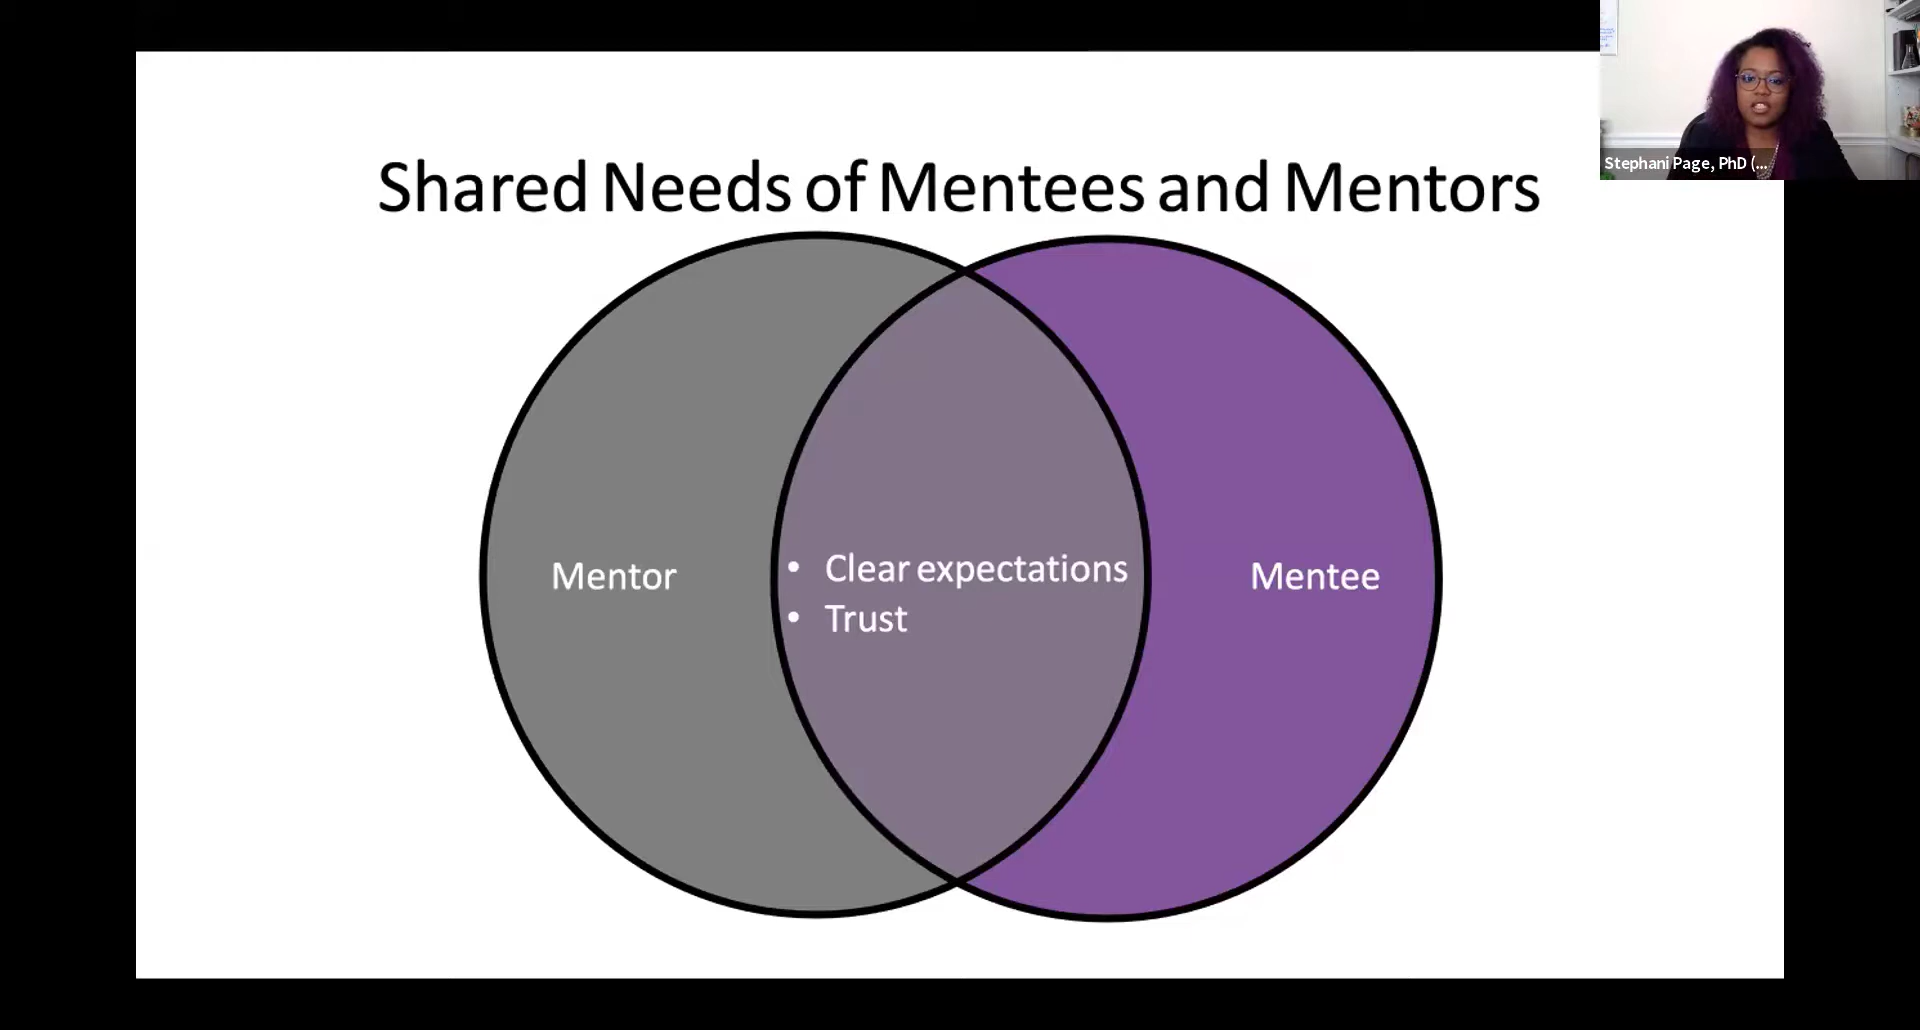 Shared Needs of Mentees and Mentors
Stephani Page, PhD (...
Mentor
• Clear expectations
• Trust
Mentee